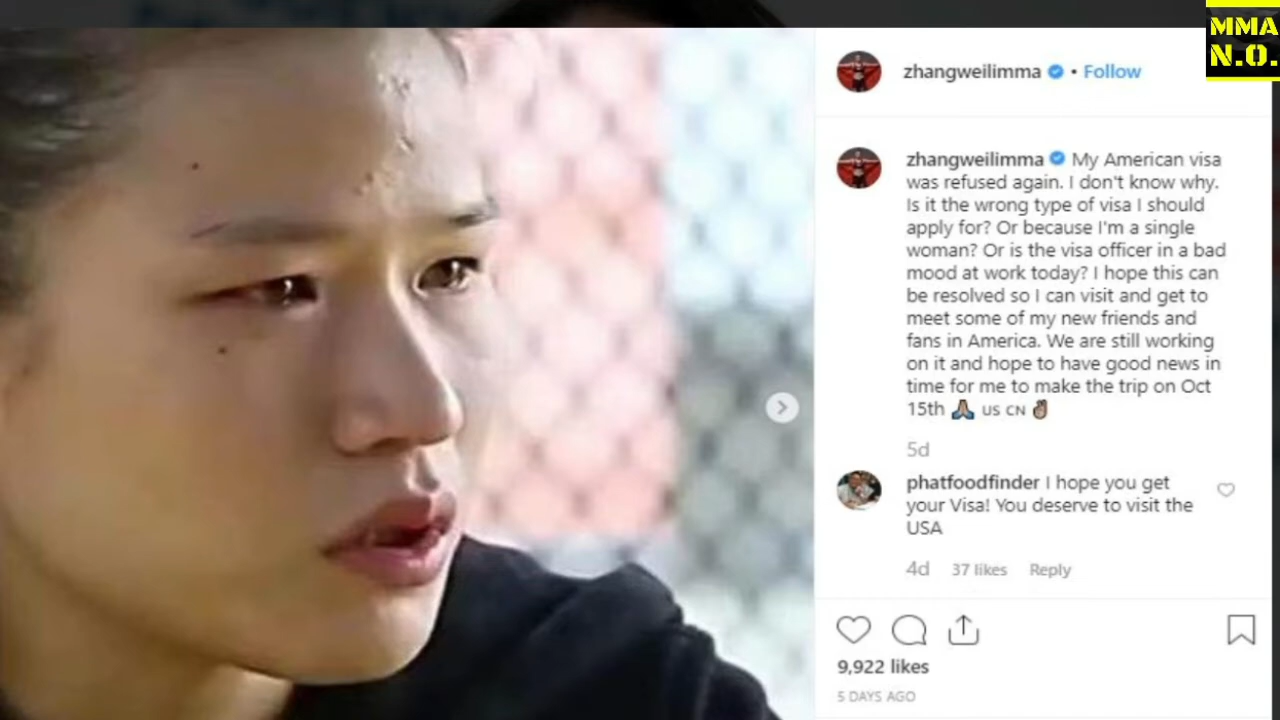 MMA
N.O.
zhangweilimma • Follow
zhangweilimma My American visa
was refused again. I don't know why.
Is it the wrong type of visa I should
apply for? Or because I'm a single
woman? Or is the visa officer in a bad
mood at work today? I hope this can
be resolved so I can visit and get to
meet some of my new friends and
fans in America. We are still working
on it and hope to have good news in
time for me to make the trip on Oct
15th 🙏🏽 US CN ✌🏽
5d
phatfoodfinder I hope you get
your Visa! You deserve to visit the
USA
4d 37 likes Reply
9,922 likes
5 DAYS AGO